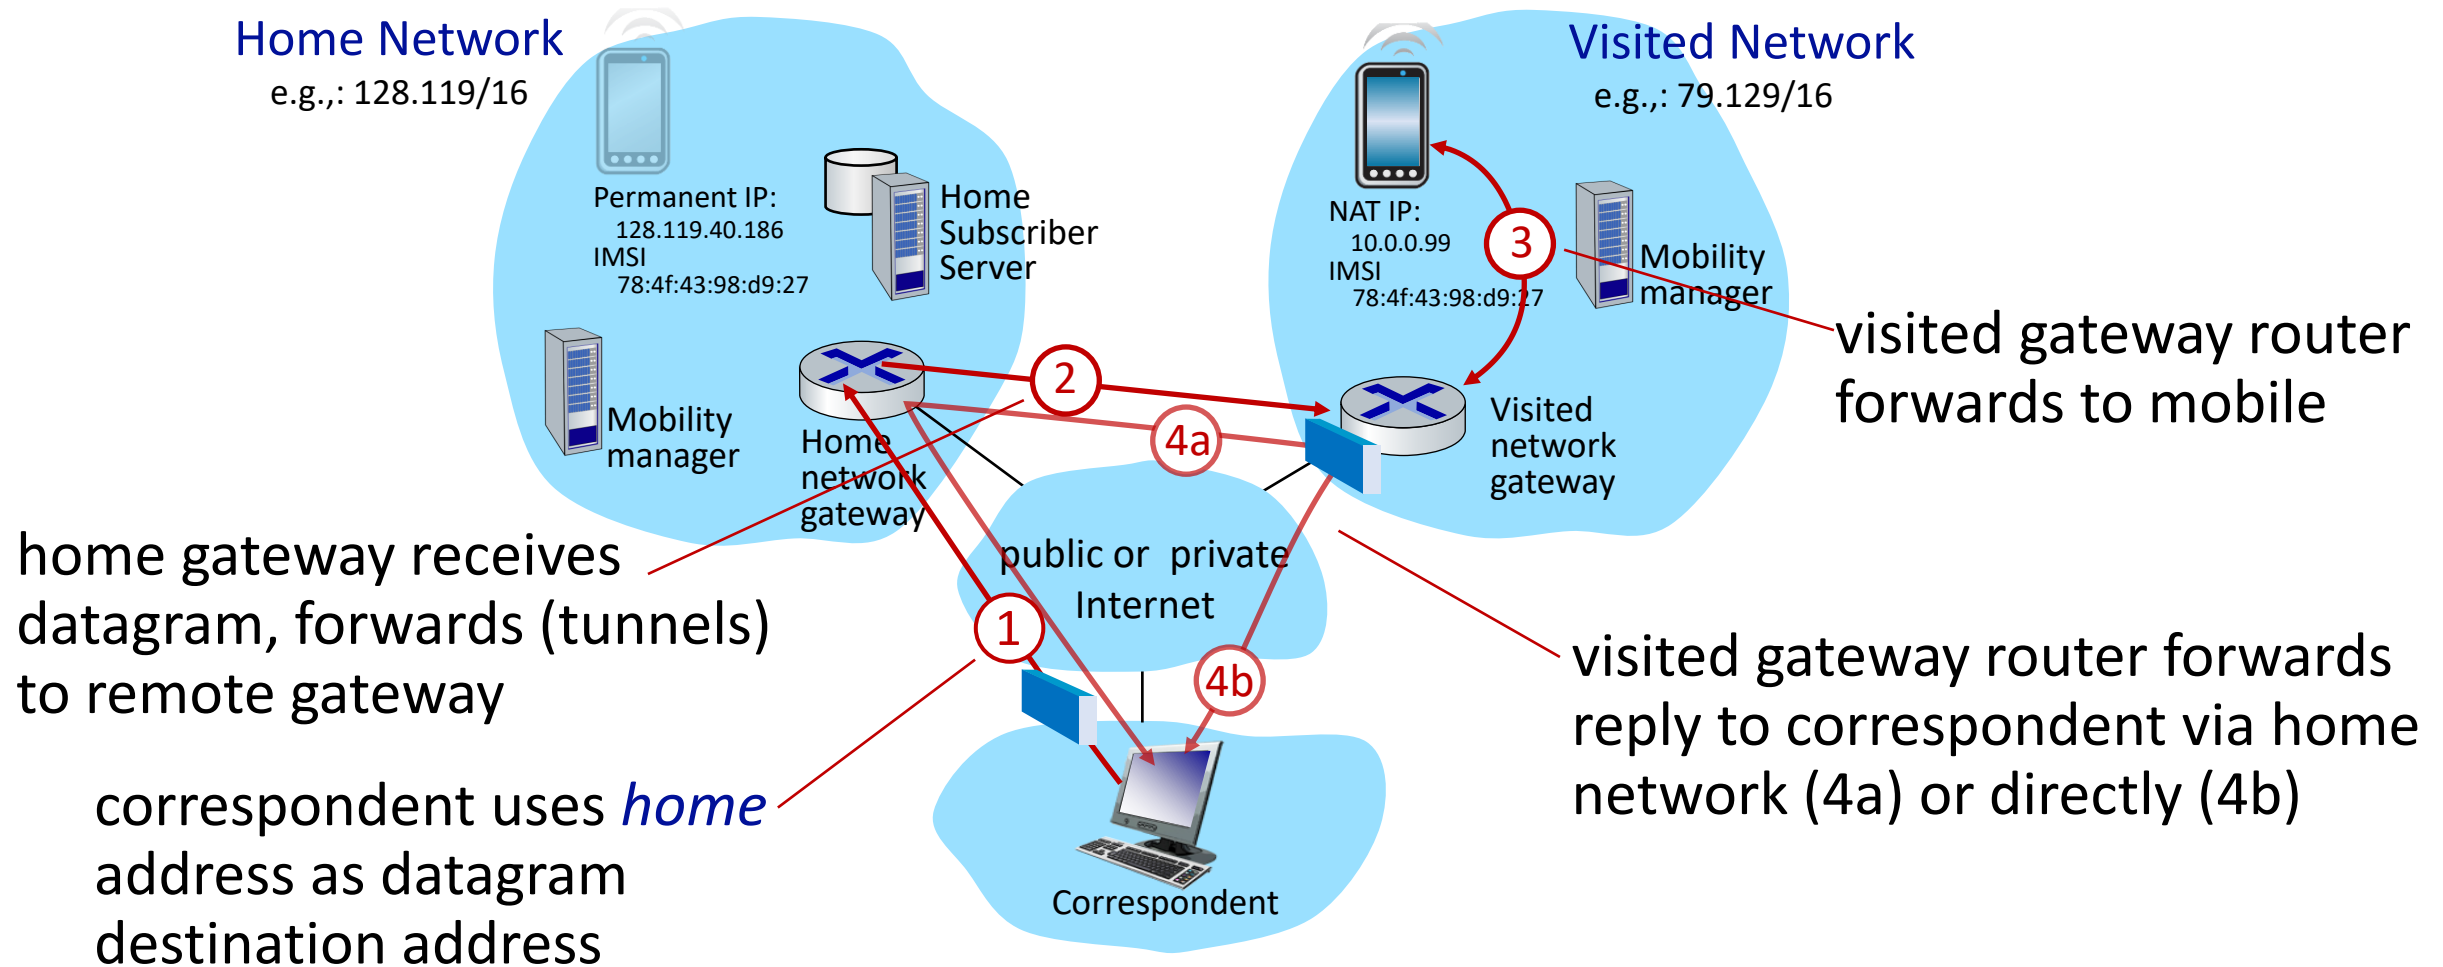 Home Network
e.g.,: 128.119/16
Visited Network
e.g.,: 79.129/16
Permanent IP:
128.119.40.186
IMSI
78:4f:43:98:d9:27
Home
Subscriber
Server
NAT IP:
10.0.0.99
IMSI
78:4f:43:98:d9:27
3
Mobility
manager
visited gateway router
forwards to mobile
Mobility
manager
Home
network
gateway
2
4a
Visited
network
gateway
home gateway receives
datagram, forwards (tunnels)
to remote gateway
public or private
Internet
1
4b
visited gateway router forwards
reply to correspondent via home
network (4a) or directly (4b)
correspondent uses home
address as datagram
destination address
Correspondent